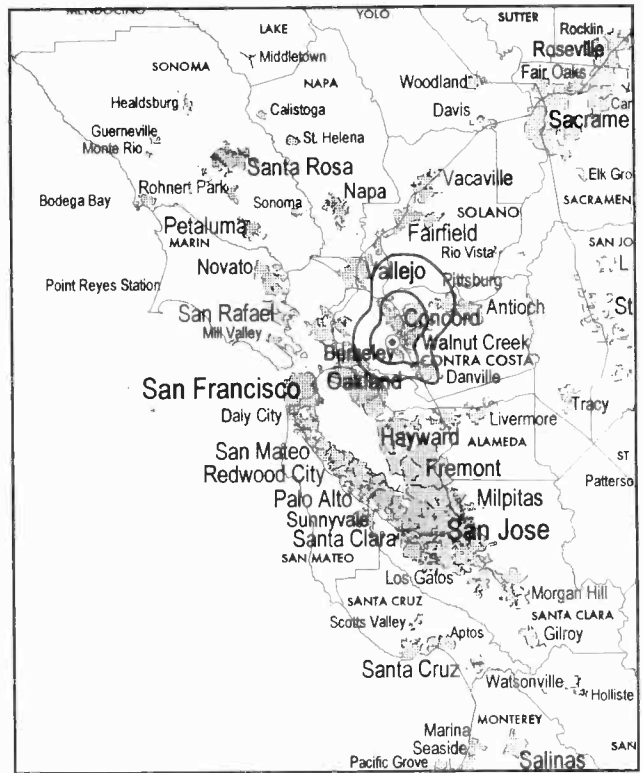 MENDOCINO
YOLO
SUTTER
LAKE
Rocklin
Roseville
Middletown
SONOMA
NAPA
Woodland
Fair Oaks
Healdsburg
Calistoga
Davis
Car
Sacrame
Guerneville
Monte Rio
St. Helena
Santa Rosa
Vacaville
Elk Gro
Rohnert Park
Napa
Bodega Bay
Sonoma
SOLANO
SACRAMEN
Petaluma
Fairfield
MARIN
Rio Vista
SAN JO
Novato
Vallejo
L
Point Reyes Station
Pittsburg
San Rafael
Concord
Antioch
St
Mill Valley
Walnut Creek
Berkeley
CONTRA COSTA
San Francisco
Oakland
Danville
Daly City
Tracy
Livermore
Hayward
ALAMEDA
San Mateo
ST
Redwood City
Fremont
Patterso
Palo Alto
Milpitas
Sunnyvale
San Jose
Santa Clara
SAN MATEO
Los Gatos
Morgan Hill
SANTA CRUZ
SANTA CLARA
Scotts Valley
Aptos
Gilroy
Santa Cruz
Watsonville
Holliste
MONTEREY
Marina
Seaside
SAN
Pacific Grove
Salinas